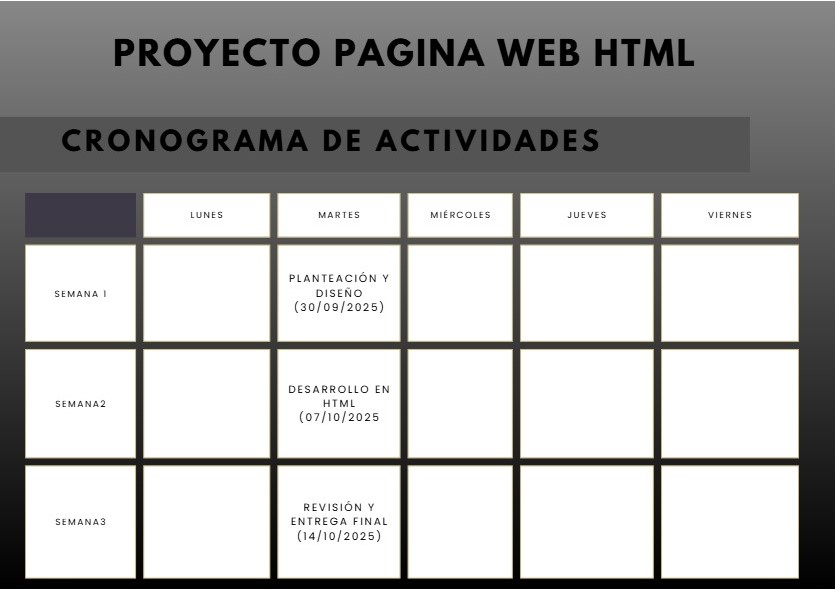 PROYECTO PAGINA WEB HTML
CRONOGRAMA DE ACTIVIDADES
LUNES
MARTES
MIÉRCOLES
JUEVES
VIERNES
SEMANA 1
PLANTEACIÓN Y
DISEÑO
(30/09/2025)
SEMANA2
DESARROLLO EN
HTML
(07/10/2025
SEMANA3
REVISIÓN Y
ENTREGA FINAL
(14/10/2025)